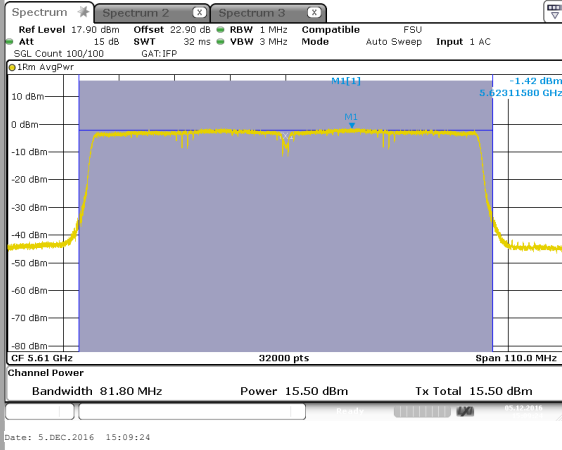 Spectrum Spectrum 2 X Spectrum 3 X
Ref Level 17.90 dBm Offset 22.90 dB RBW 1 MHz Compatible FSU
Att 15 dB SWT 32 ms VBW 3 MHz Mode Auto Sweep Input 1 AC
SGL Count 100/100 GAT:IFP
1Rm AvgPwr
M1[1] -1.42 dBm
5.62311580 GHz
10 dBm
M1
0 dBm
-10 dBm
-20 dBm
-30 dBm
-40 dBm
-50 dBm
-60 dBm
-70 dBm
-80 dBm
CF 5.61 GHz 32000 pts Span 110.0 MHz
Channel Power
Bandwidth 81.80 MHz Power 15.50 dBm Tx Total 15.50 dBm
Ready 05.12.2016
Date: 5.DEC.2016 15:09:24